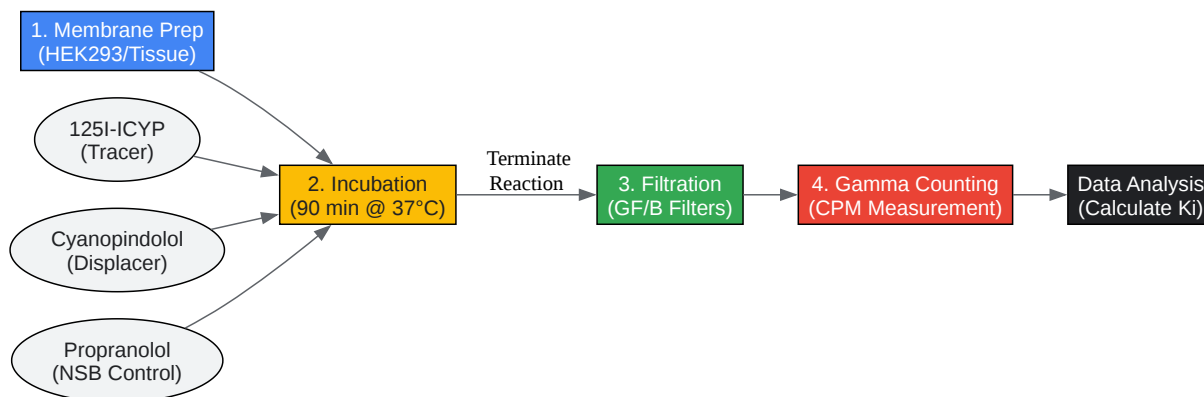 1. Membrane Prep
(HEK293/Tissue)
125I-ICYP
(Tracer)
Cyanopindolol
(Displacer)
Propranolol
(NSB Control)
2. Incubation
(90 min @ 37°C)
Terminate
Reaction
3. Filtration
(GF/B Filters)
4. Gamma Counting
(CPM Measurement)
Data Analysis
(Calculate Ki)